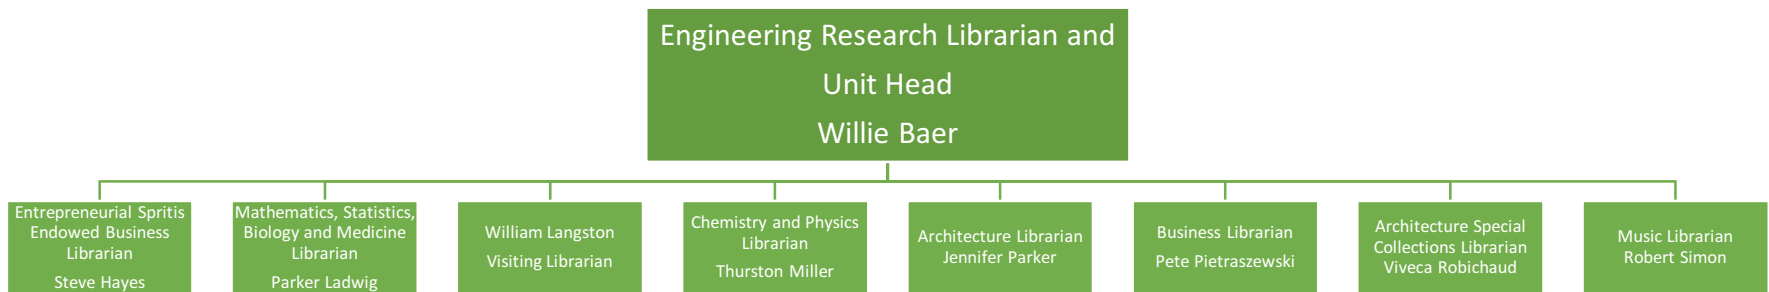 Engineering Research Librarian and
Unit Head
Willie Baer
Entrepreneurial Spritis
Endowed Business
Librarian
Steve Hayes
Mathematics, Statistics,
Biology and Medicine
Librarian
Parker Ladwig
William Langston
Visiting Librarian
Chemistry and Physics
Librarian
Thurston Miller
Architecture Librarian
Jennifer Parker
Business Librarian
Pete Pietraszewski
Architecture Special
Collections Librarian
Viveca Robichaud
Music Librarian
Robert Simon